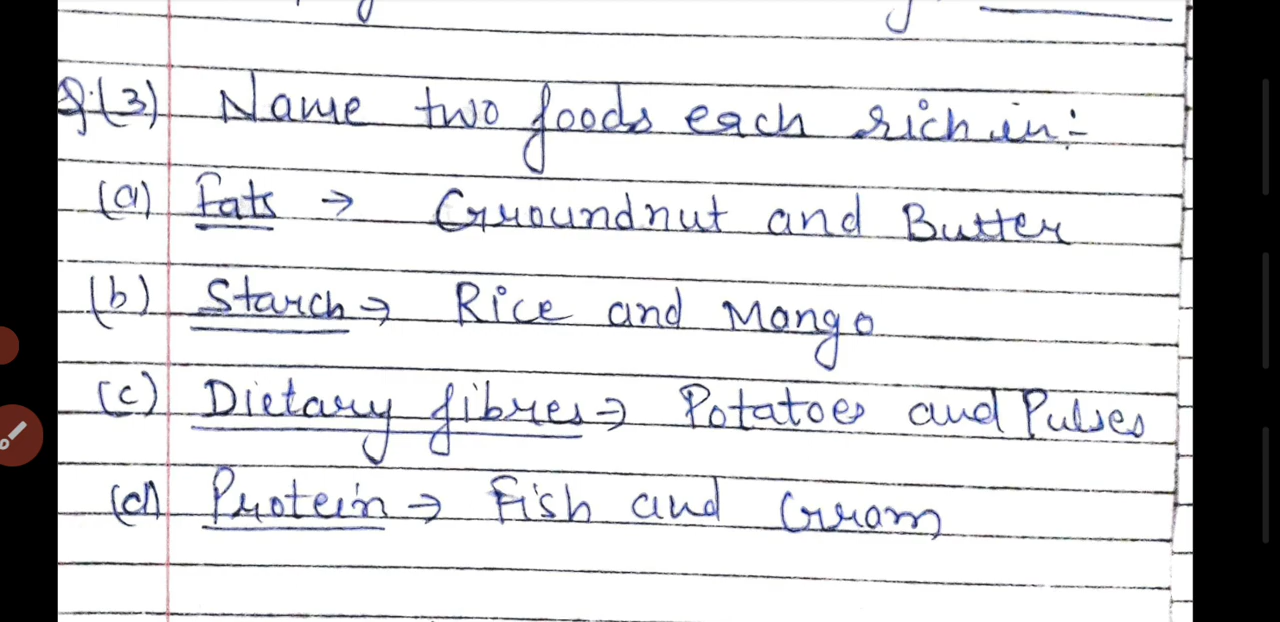 Q.(3) Name two foods each rich in:-
(a) Fats → Groundnut and Butter
(b) Starch → Rice and Mango
(c) Dietary fibres → Potatoes and Pulses
(d) Protein → Fish and Gram